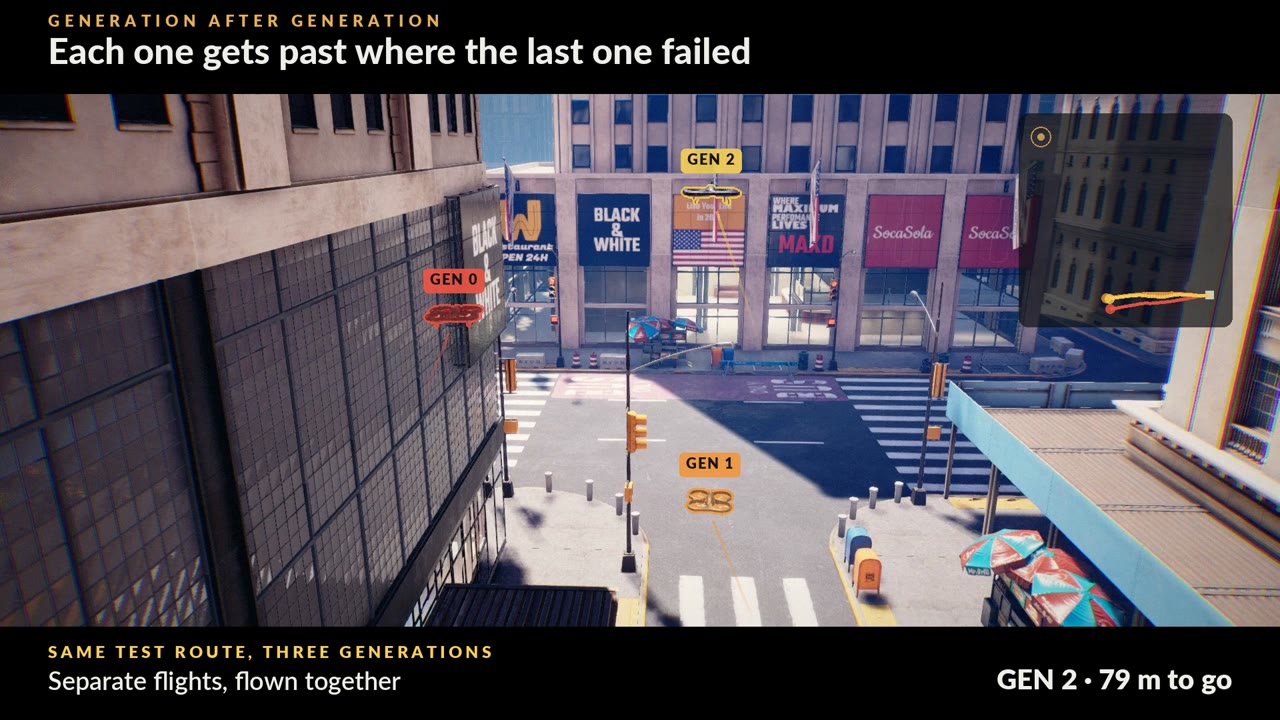 GENERATION AFTER GENERATION
Each one gets past where the last one failed
GEN 2
BLACK
&
WHITE
WHERE
MAXIMUM
LIVES
MAXD
SocaSola
BLACK
&
WHITE
OPEN 24H
GEN 0
GEN 1
SAME TEST ROUTE, THREE GENERATIONS
Separate flights, flown together
GEN 2 · 79 m to go